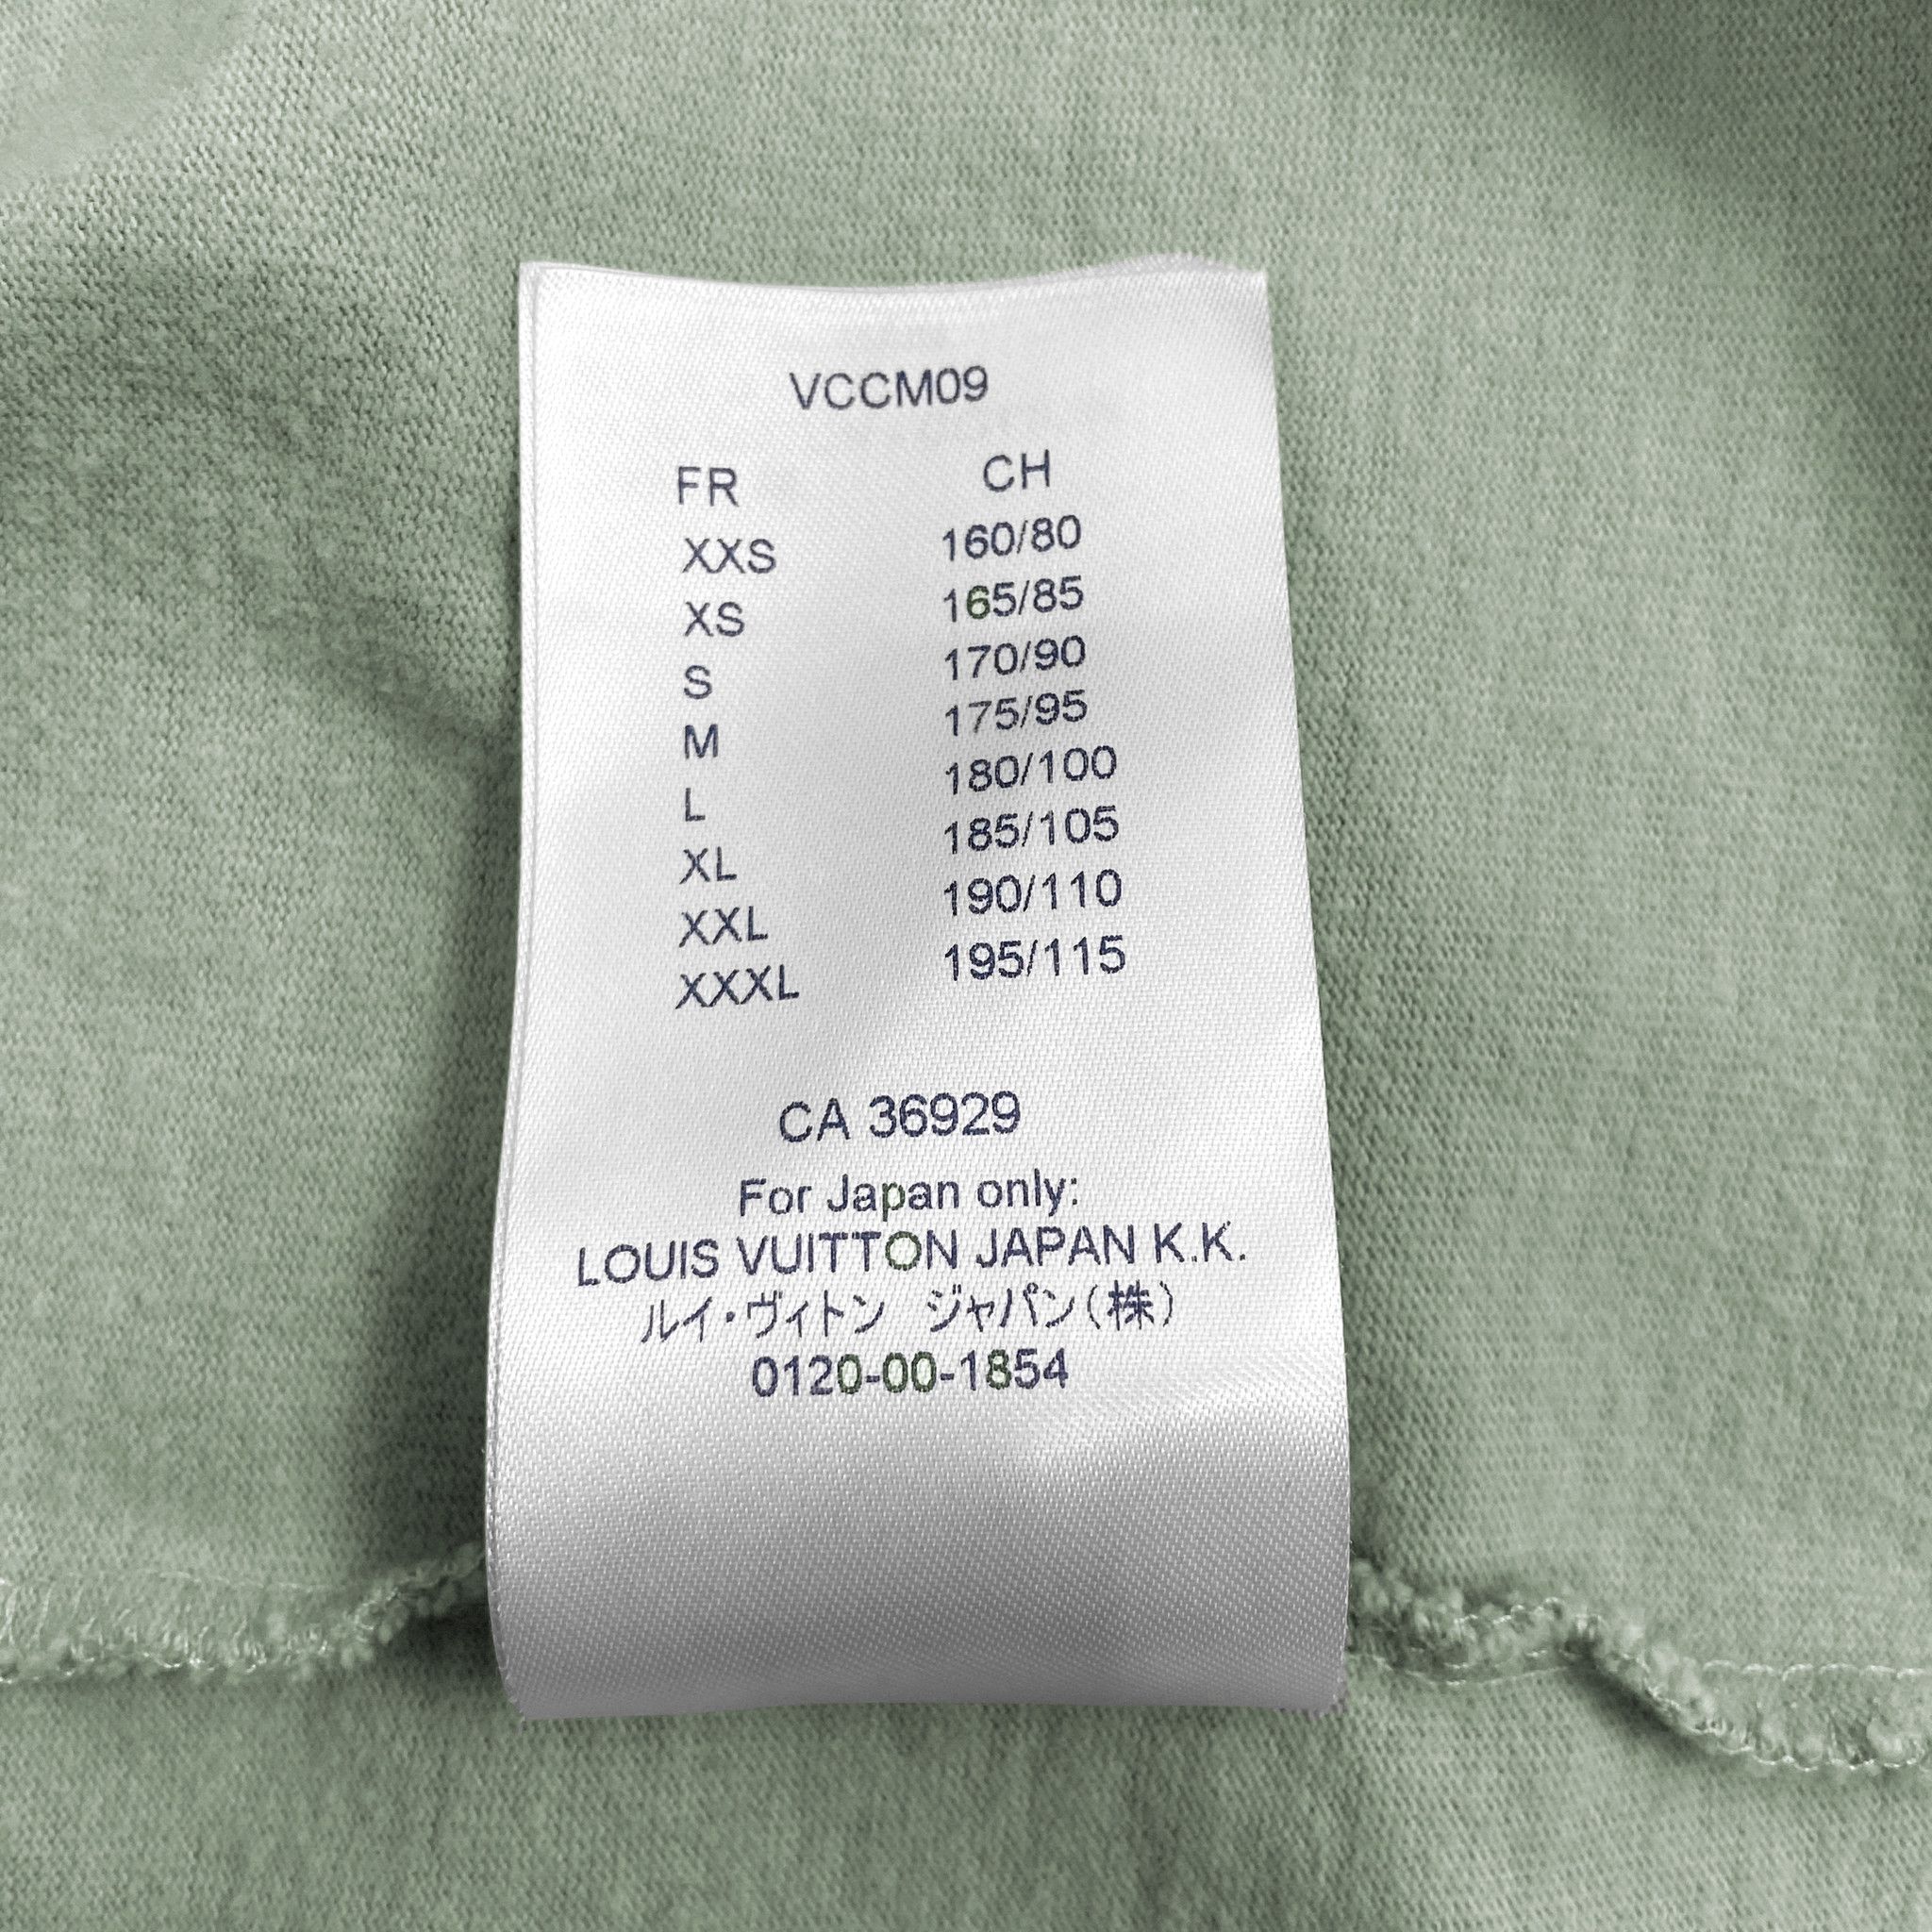 VCCM09
FR CH
XXS 160/80
XS 165/85
S 170/90
M 175/95
L 180/100
XL 185/105
XXL 190/110
XXXL 195/115
CA 36929
For Japan only:
LOUIS VUITTON JAPAN K.K.
ルイ・ヴィトン ジャパン(株)
0120-00-1854